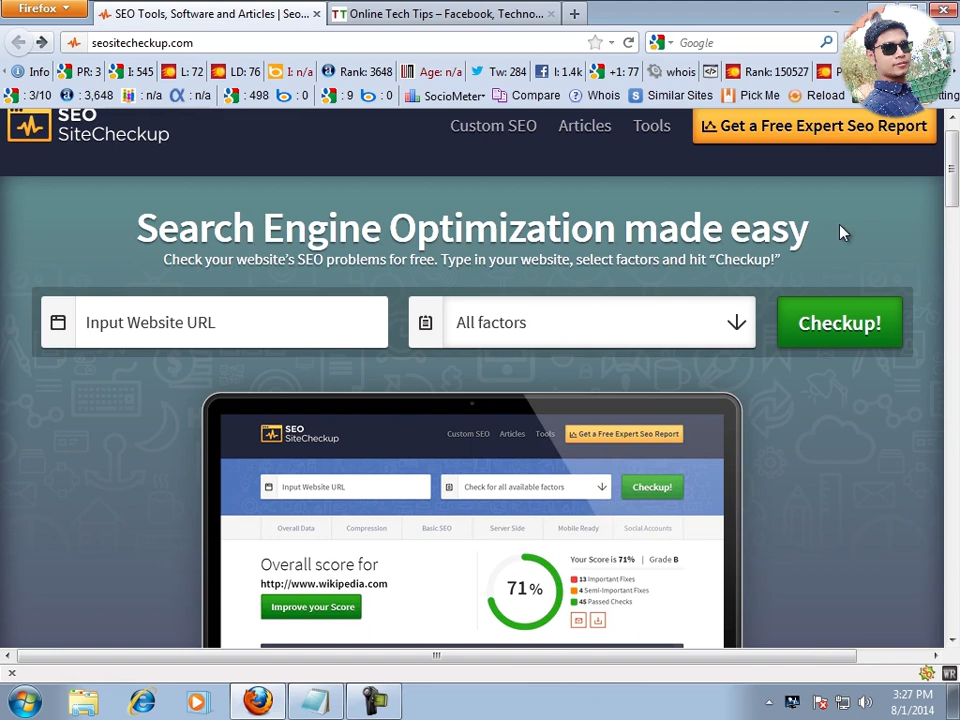 Firefox
SEO Tools, Software and Articles | Seo...
Online Tech Tips – Facebook, Techno...
seositecheckup.com
Google
Info
PR: 3
I: 545
L: 72
LD: 76
I: n/a
Rank: 3648
Age: n/a
Tw: 284
I: 1.4k
+1: 77
whois
Rank: 150527
: 3/10
: 3,648
: n/a
: n/a
: 498
: 0
: 9
: 0
SocioMeter
Compare
Whois
Similar Sites
Pick Me
Reload
SEO
SiteCheckup
Custom SEO
Articles
Tools
Get a Free Expert Seo Report
Search Engine Optimization made easy
Check your website's SEO problems for free. Type in your website, select factors and hit “Checkup!”
Input Website URL
All factors
Checkup!
SEO
SiteCheckup
Custom SEO
Articles
Tools
Get a Free Expert Seo Report
Input Website URL
Check for all available factors
Checkup!
Overall Data
Compression
Basic SEO
Server Side
Mobile Ready
Social Accounts
Overall score for
http://www.wikipedia.com
Improve your Score
71%
Your Score is 71% | Grade B
13 Important Fixes
4 Semi-Important Fixes
45 Passed Checks
WR
3:27 PM
8/1/2014